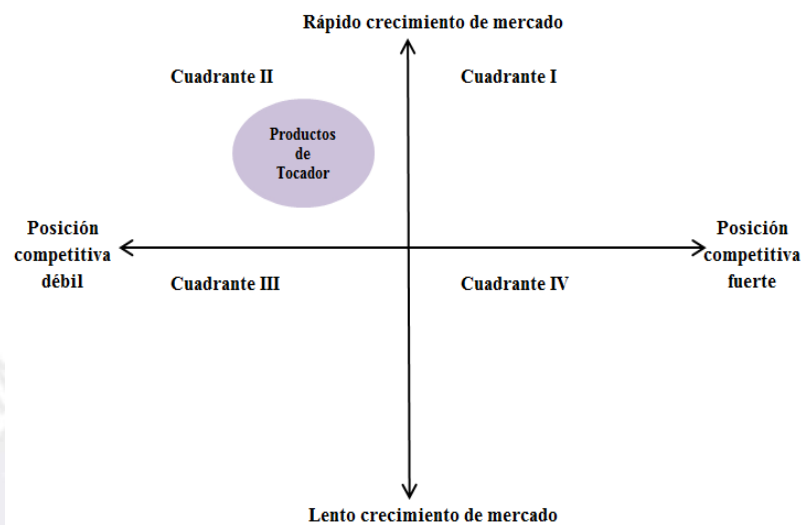 Rápido crecimiento de mercado
Cuadrante II
Cuadrante I
Productos
de
Tocador
Posición
competitiva
débil
Posición
competitiva
fuerte
Cuadrante III
Cuadrante IV
Lento crecimiento de mercado